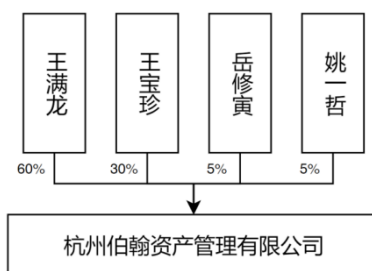 王满龙
王宝珍
岳修寅
姚一哲
60%
30%
5%
5%
杭州伯翰资产管理有限公司